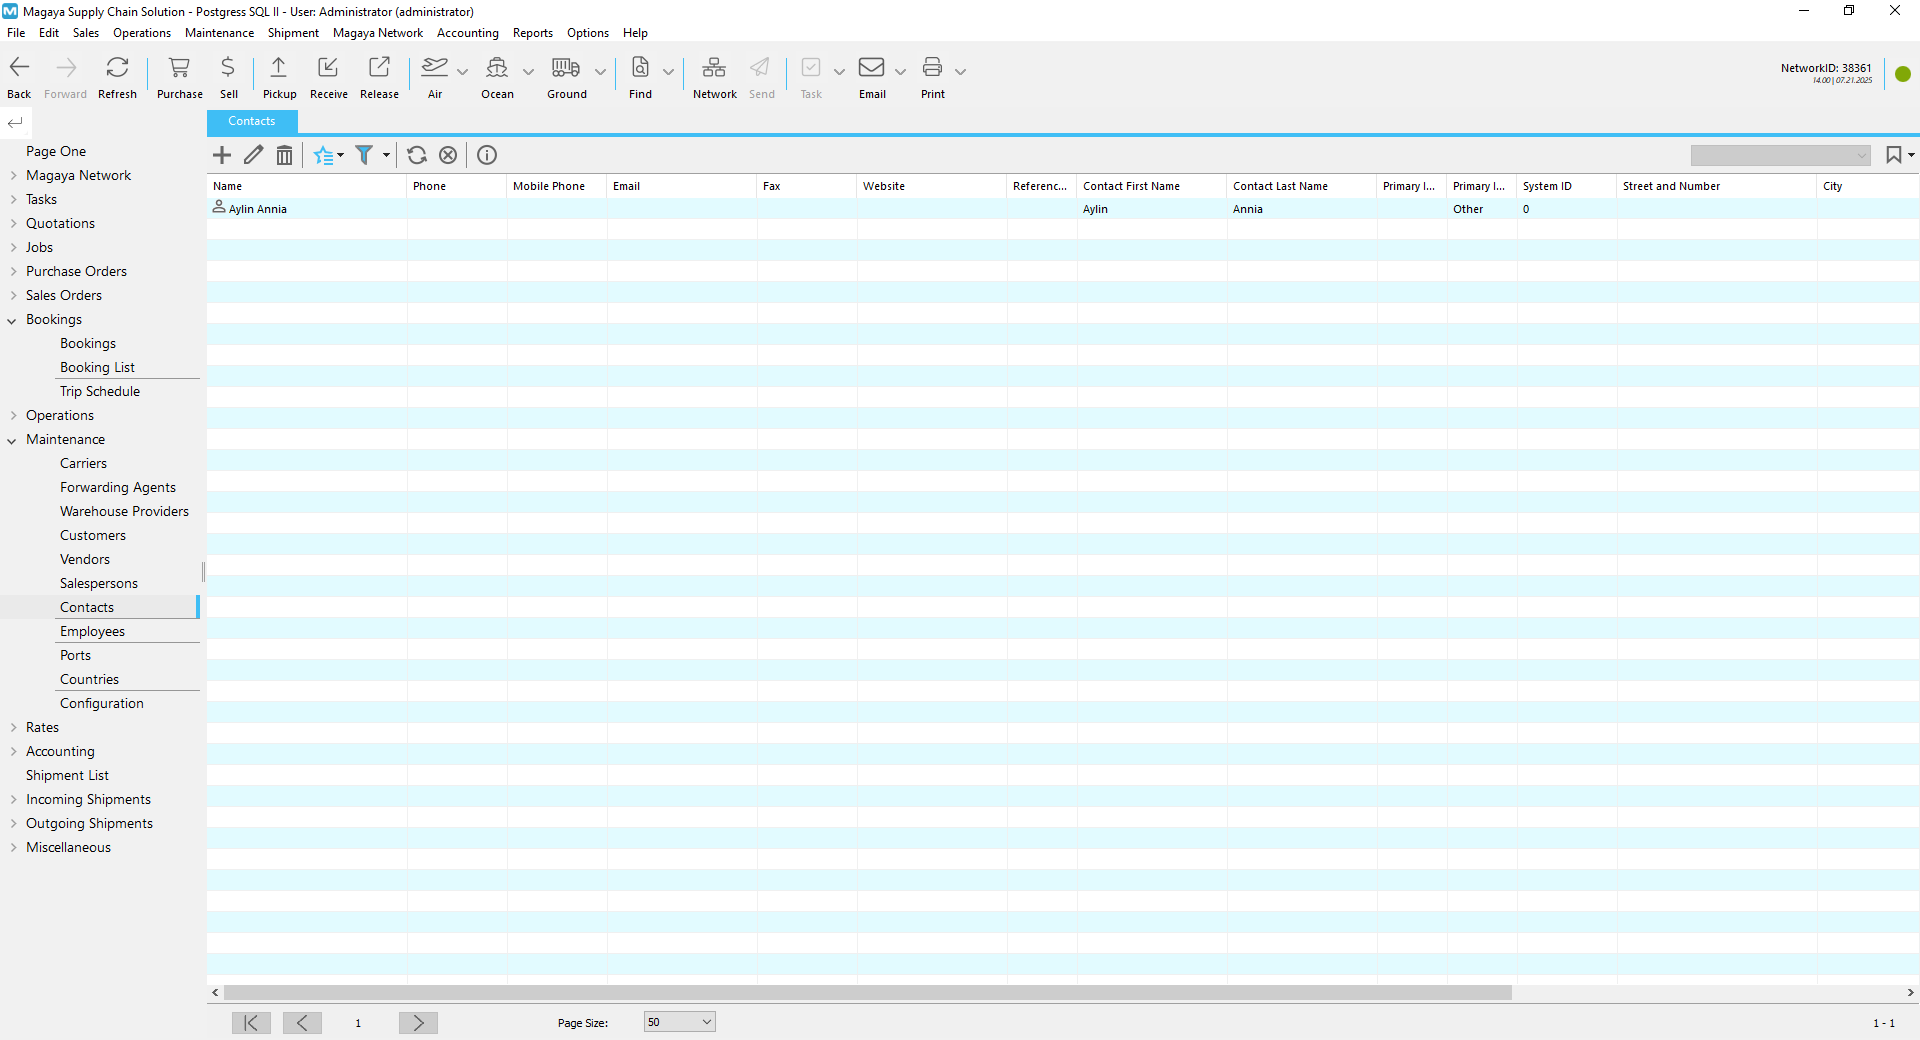 Magaya Supply Chain Solution - Postgress SQL II - User: Administrator (administrator)
File Edit Sales Operations Maintenance Shipment Magaya Network Accounting Reports Options Help
Back Forward Refresh Purchase Sell Pickup Receive Release Air Ocean Ground Find Network Send Task Email Print
NetworkID: 38361
14.00 | 07.21.2025
Contacts
Page One
Magaya Network
Tasks
Quotations
Jobs
Purchase Orders
Sales Orders
Bookings
Bookings
Booking List
Trip Schedule
Operations
Maintenance
Carriers
Forwarding Agents
Warehouse Providers
Customers
Vendors
Salespersons
Contacts
Employees
Ports
Countries
Configuration
Rates
Accounting
Shipment List
Incoming Shipments
Outgoing Shipments
Miscellaneous
Name Phone Mobile Phone Email Fax Website Referenc... Contact First Name Contact Last Name Primary I... Primary I... System ID Street and Number City
Aylin Annia Aylin Annia Other 0
1 Page Size: 50 1 - 1